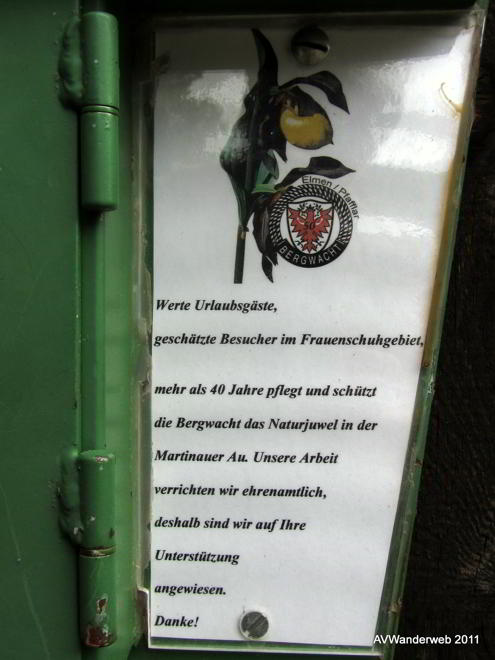 Elmen / Pfafflar
40
BERGWACHT
Werte Urlaubsgäste,
geschätzte Besucher im Frauenschuhgebiet,
mehr als 40 Jahre pflegt und schützt
die Bergwacht das Naturjuwel in der
Martinauer Au. Unsere Arbeit
verrichten wir ehrenamtlich,
deshalb sind wir auf Ihre
Unterstützung
angewiesen.
Danke!
AVWanderweb 2011